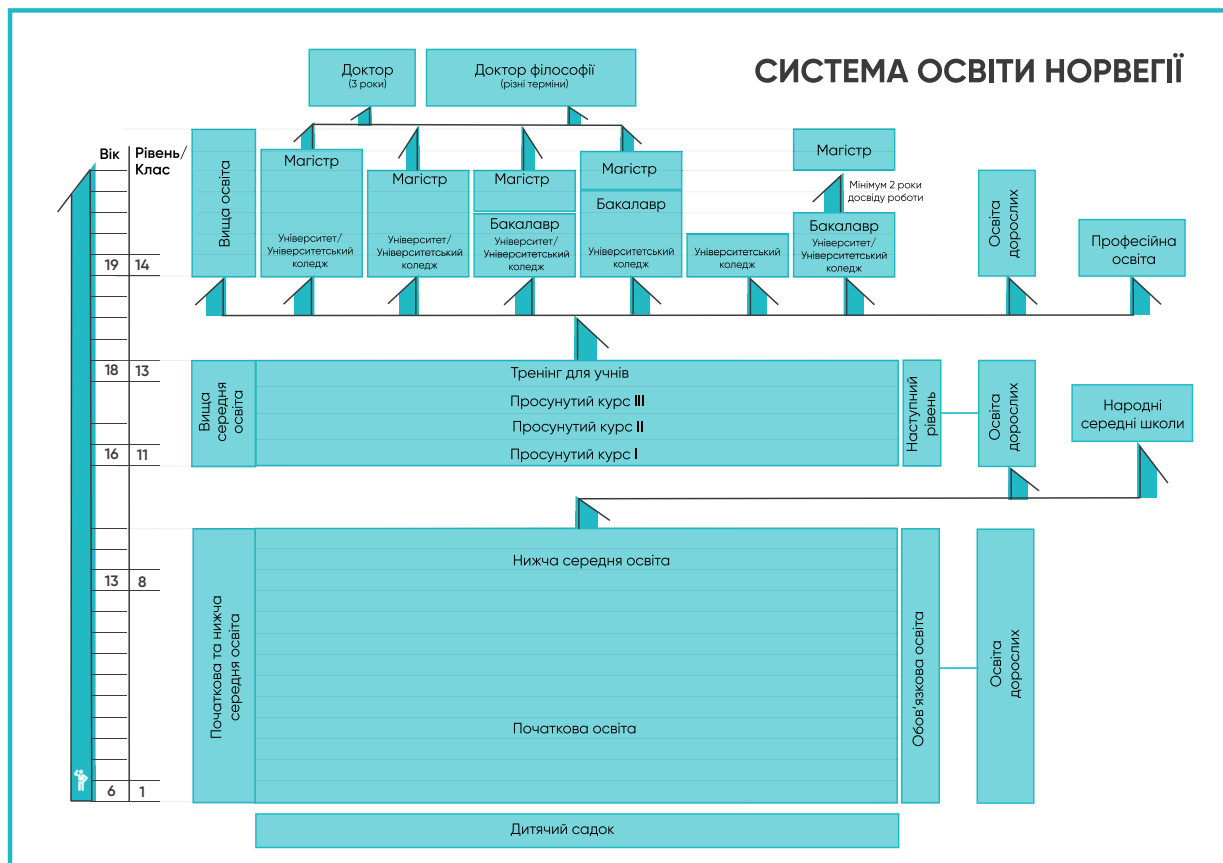 СИСТЕМА ОСВІТИ НОРВЕГІЇ
Доктор
(3 роки)
Доктор філософії
(різні терміни)
Вік
Рівень/
Клас
Вища освіта
Магістр
Університет/
Університетський
коледж
Магістр
Університет/
Університетський
коледж
Магістр
Бакалавр
Університет/
Університетський
коледж
Магістр
Бакалавр
Університетський
коледж
Університетський
коледж
Магістр
Мінімум 2 роки
досвіду роботи
Бакалавр
Університет/
Університетський
коледж
Освіта
дорослих
Професійна
освіта
19 14
18 13
Вища
середня
освіта
Тренінг для учнів
Просунутий курс III
Просунутий курс II
Просунутий курс I
Наступний
рівень
Освіта
дорослих
Народні
середні школи
16 11
Початкова та нижча
середня освіта
Нижча середня освіта
13 8
Початкова освіта
Обов’язкова освіта
Освіта
дорослих
6 1
Дитячий садок